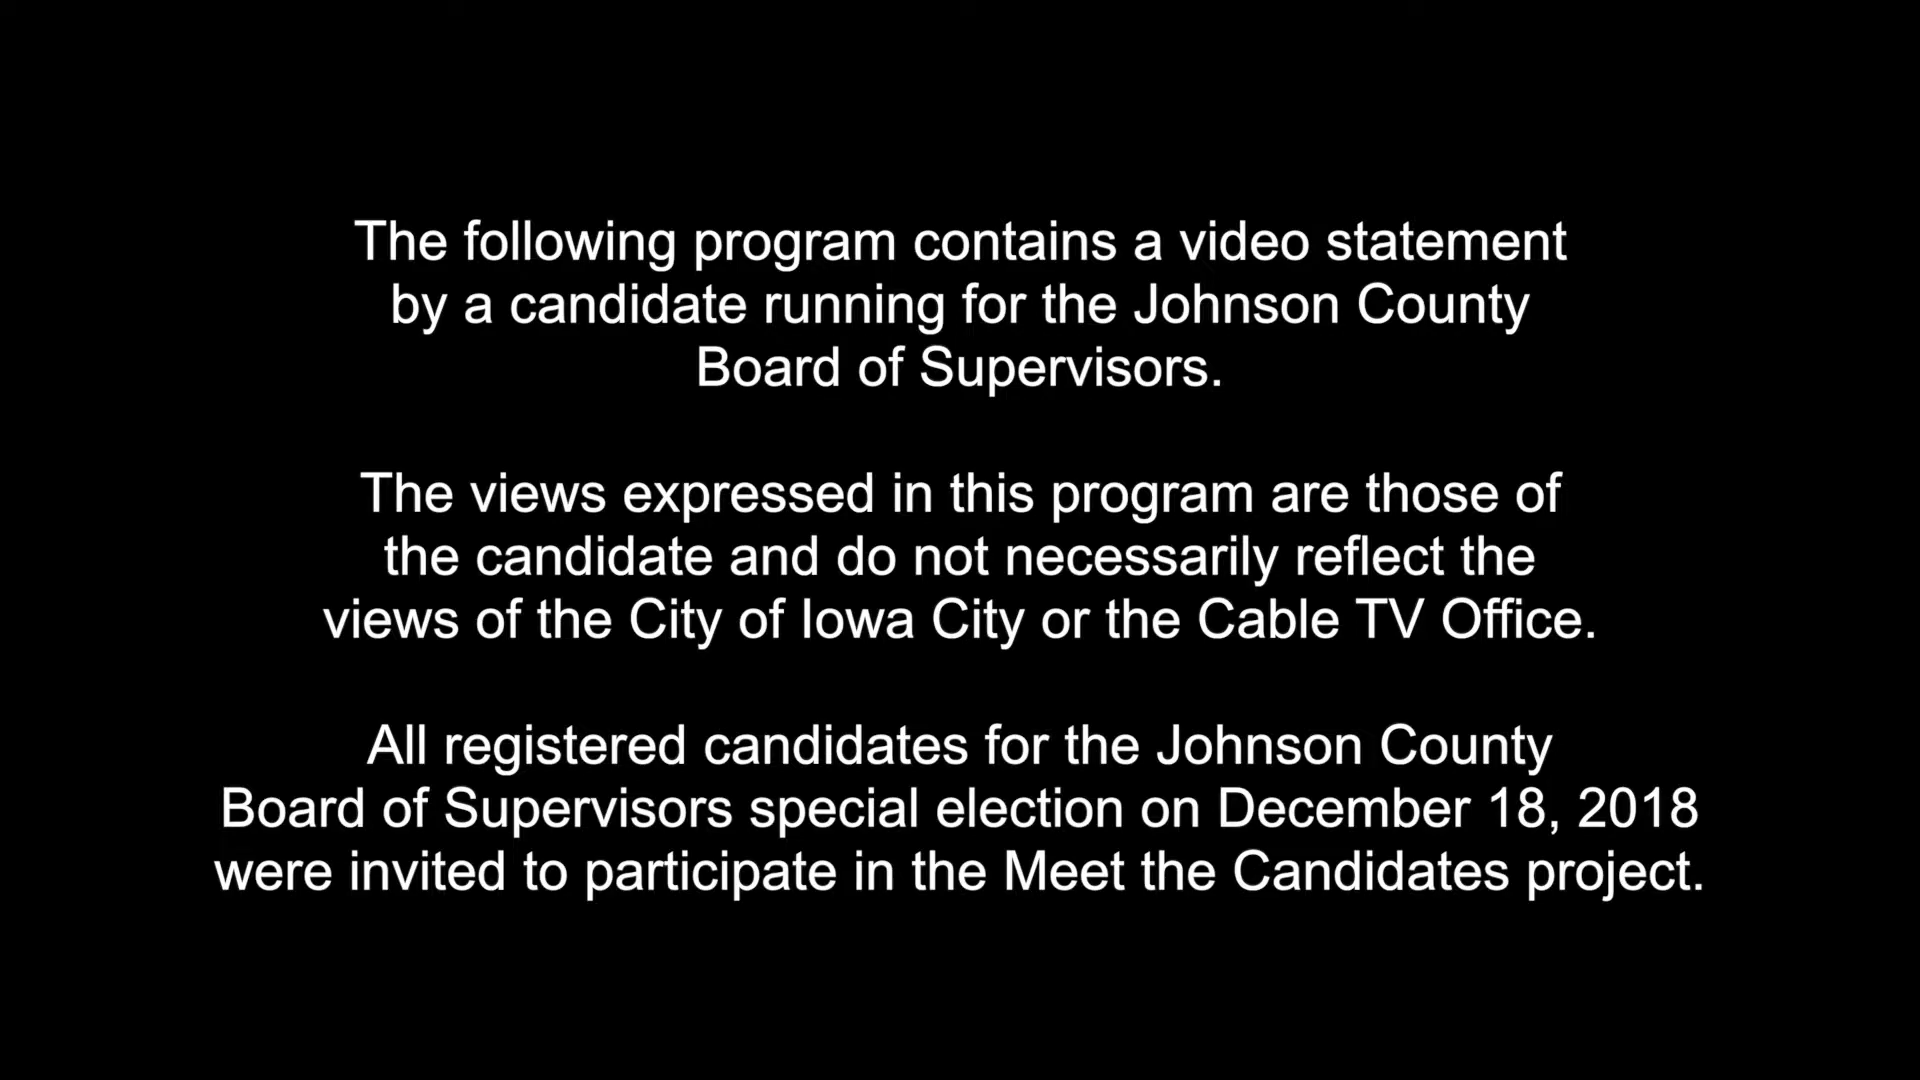 The following program contains a video statement
by a candidate running for the Johnson County
Board of Supervisors.
The views expressed in this program are those of
the candidate and do not necessarily reflect the
views of the City of Iowa City or the Cable TV Office.
All registered candidates for the Johnson County
Board of Supervisors special election on December 18, 2018
were invited to participate in the Meet the Candidates project.